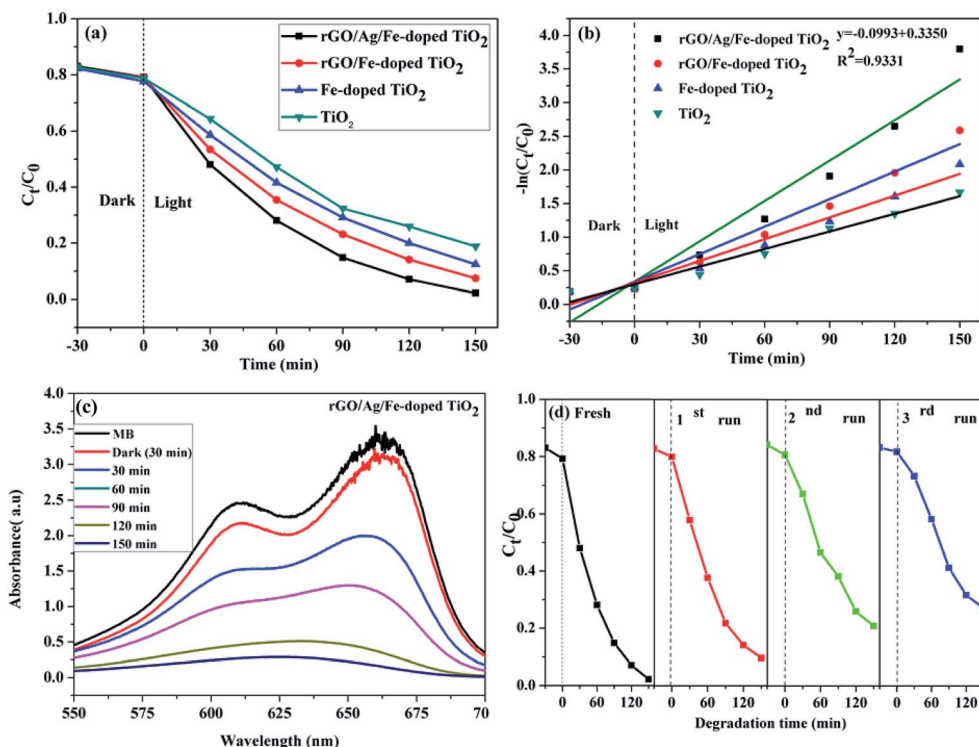 (a)
rGO/Ag/Fe-doped TiO2
rGO/Fe-doped TiO2
Fe-doped TiO2
TiO2
Dark
Light
Ct/C0
1.0
0.8
0.6
0.4
0.2
0.0
-30 0 30 60 90 120 150
Time (min)
(b)
rGO/Ag/Fe-doped TiO2 y=-0.0993+0.3350
rGO/Fe-doped TiO2 R2=0.9331
Fe-doped TiO2
TiO2
Dark
Light
-ln(Ct/C0)
4.0
3.5
3.0
2.5
2.0
1.5
1.0
0.5
0.0
-30 0 30 60 90 120 150
Time (min)
(c)
rGO/Ag/Fe-doped TiO2
MB
Dark (30 min)
30 min
60 min
90 min
120 min
150 min
Absorbance( a.u)
4.0
3.5
3.0
2.5
2.0
1.5
1.0
0.5
0.0
550 600 650 70
Wavelength (nm)
(d) Fresh
1st run
2nd run
3rd run
Ct/C0
1.0
0.8
0.6
0.4
0.2
0.0
0 60 120 0 60 120 0 60 120 0 60 120
Degradation time (min)